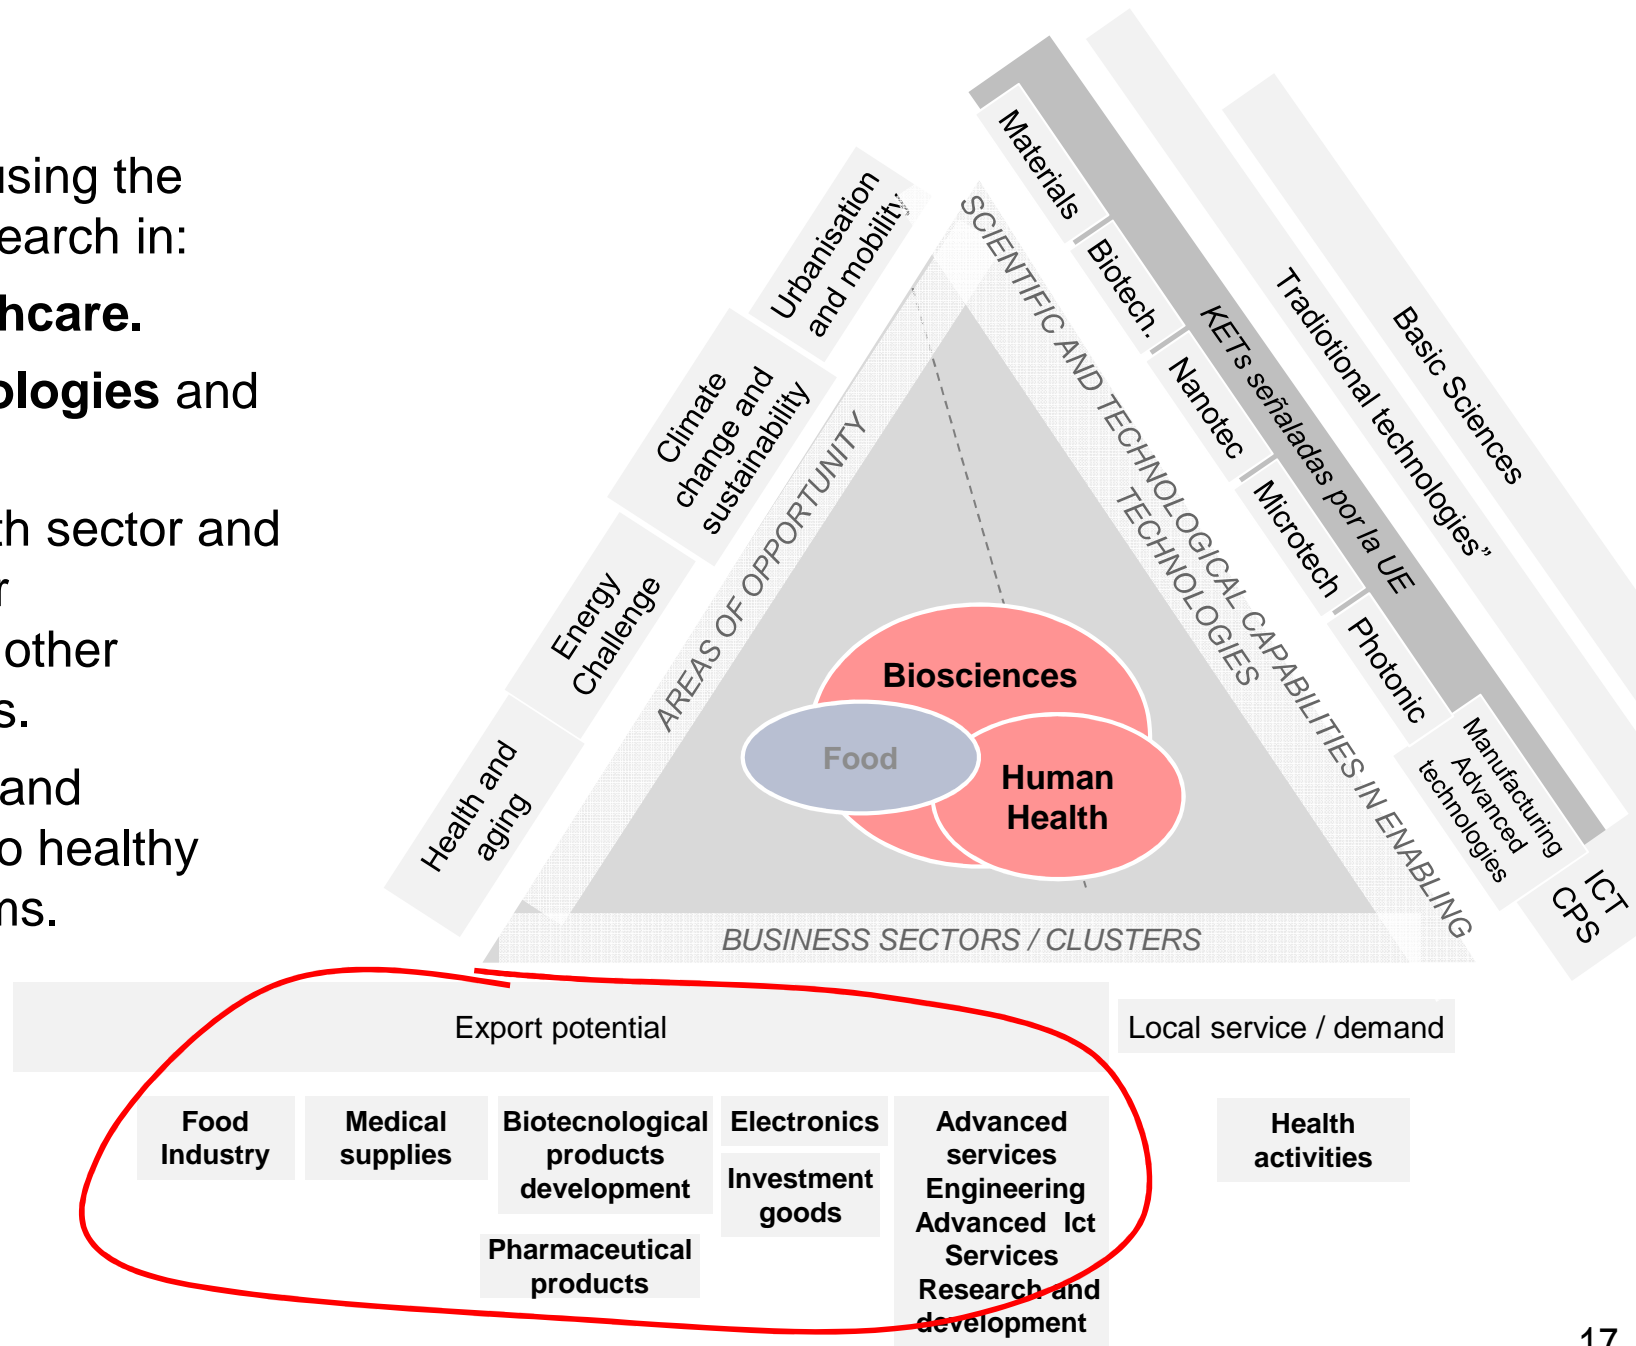 using the
search in:
hcare.
ologies and
th sector and
r
other
s.
and
o healthy
ms.
Urbanisation
and mobility
Climate
change and
sustainability
Energy
Challenge
Health and
aging
AREAS OF OPPORTUNITY
SCIENTIFIC AND TECHNOLOGICAL CAPABILITIES IN ENABLING
TECHNOLOGIES
Materials
Biotech.
Nanotec
Microtech
Photonic
Manufacturing
Advanced
technologies
ICT
CPS
KETs señaladas por la UE
Tradiotional technologies”
Basic Sciences
Biosciences
Food
Human
Health
BUSINESS SECTORS / CLUSTERS
Export potential
Local service / demand
Food
Industry
Medical
supplies
Biotecnological
products
development
Pharmaceutical
products
Electronics
Investment
goods
Advanced
services
Engineering
Advanced Ict
Services
Research and
development
Health
activities
17